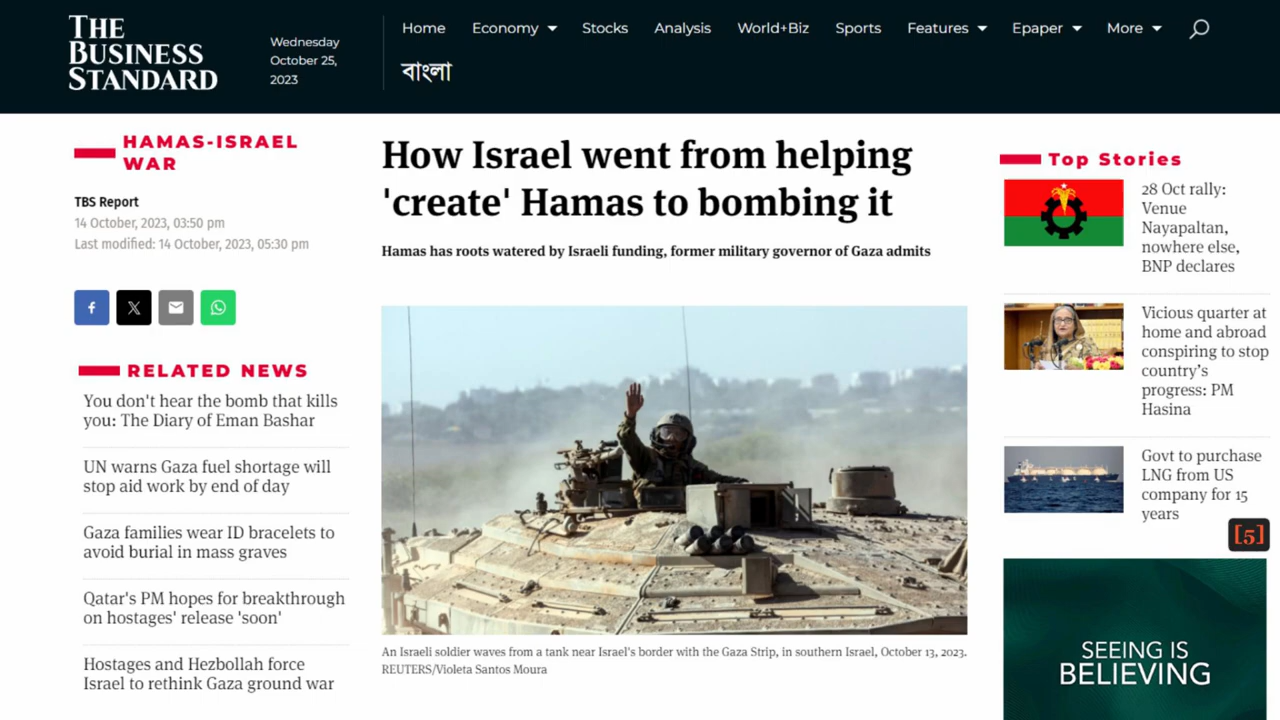 THE
BUSINESS
STANDARD
Wednesday
October 25,
2023
Home
Economy
Stocks
Analysis
World+Biz
Sports
Features
Epaper
More
বাংলা
HAMAS-ISRAEL
WAR
TBS Report
14 October, 2023, 03:50 pm
Last modified: 14 October, 2023, 05:30 pm
RELATED NEWS
You don't hear the bomb that kills
you: The Diary of Eman Bashar
UN warns Gaza fuel shortage will
stop aid work by end of day
Gaza families wear ID bracelets to
avoid burial in mass graves
Qatar's PM hopes for breakthrough
on hostages' release 'soon'
Hostages and Hezbollah force
Israel to rethink Gaza ground war
How Israel went from helping
'create' Hamas to bombing it
Hamas has roots watered by Israeli funding, former military governor of Gaza admits
An Israeli soldier waves from a tank near Israel's border with the Gaza Strip, in southern Israel, October 13, 2023.
REUTERS/Violeta Santos Moura
Top Stories
28 Oct rally:
Venue
Nayapaltan,
nowhere else,
BNP declares
Vicious quarter at
home and abroad
conspiring to stop
country's
progress: PM
Hasina
Govt to purchase
LNG from US
company for 15
years
[5]
SEEING IS
BELIEVING